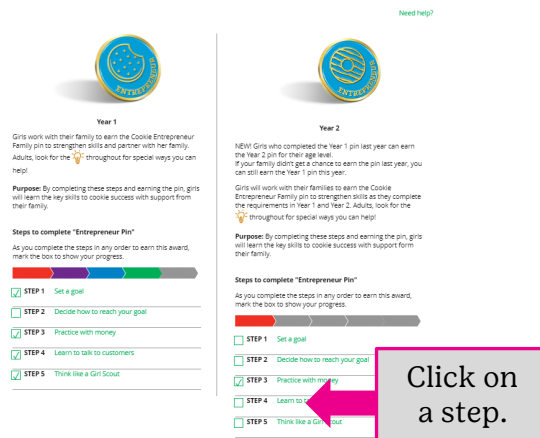 Need help?
ENTREPRENEUR
Year 1
Girls work with their family to earn the Cookie Entrepreneur
Family pin to strengthen skills and partner with her family.
Adults, look for the throughout for special ways you can
help!
Purpose: By completing these steps and earning the pin, girls
will learn the key skills to cookie success with support from
their family.
Steps to complete "Entrepreneur Pin"
As you complete the steps in any order to earn this award,
mark the box to show your progress.
STEP 1 Set a goal
STEP 2 Decide how to reach your goal
STEP 3 Practice with money
STEP 4 Learn to talk to customers
STEP 5 Think like a Girl Scout
ENTREPRENEUR
Year 2
NEW! Girls who completed the Year 1 pin last year can earn
the Year 2 pin for their age level.
If your family didn't get a chance to earn the pin last year, you
can still earn the Year 1 pin this year.
Girls will work with their families to earn the Cookie
Entrepreneur Family pin to strengthen skills as they complete
the requirements in Year 1 and Year 2. Adults, look for the
throughout for special ways you can help!
Purpose: By completing these steps and earning the pin, girls
will learn the key skills to cookie success with support form
their family.
Steps to complete "Entrepreneur Pin"
As you complete the steps in any order to earn this award,
mark the box to show your progress.
STEP 1 Set a goal
STEP 2 Decide how to reach your goal
STEP 3 Practice with money
STEP 4 Learn to
STEP 5 Think like a Girl Scout
Click on
a step.